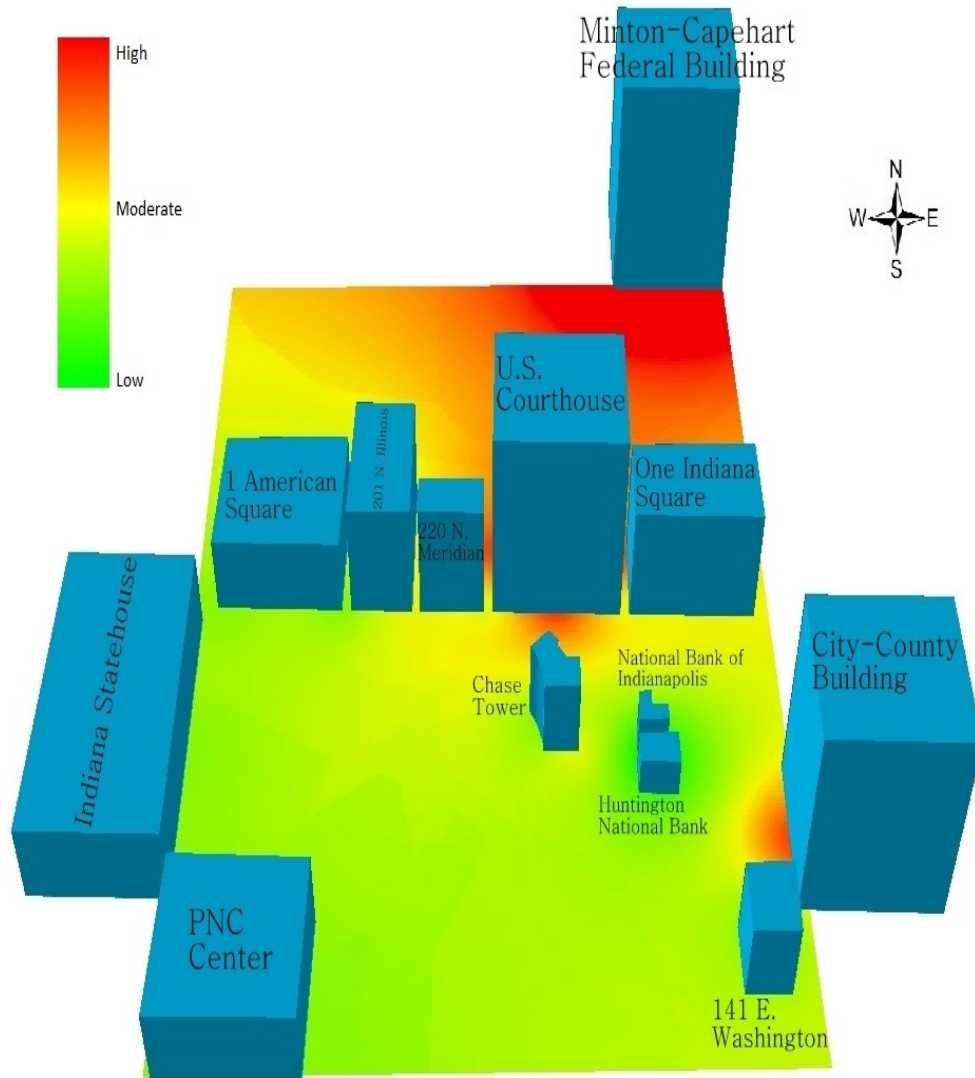 High
Moderate
Low
Minton-Capehart
Federal Building
N
W
E
S
U.S.
Courthouse
1 American
Square
201 N. Illinois
220 N.
Meridian
One Indiana
Square
Indiana Statehouse
City-County
Building
Chase
Tower
National Bank of
Indianapolis
Huntington
National Bank
PNC
Center
141 E.
Washington